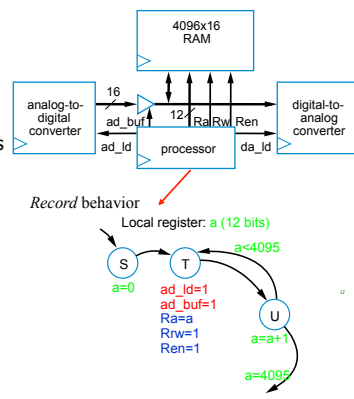 4096x16
RAM
16
analog-to-
digital
converter
ad_buf
12
Ra
Rw
Ren
digital-to-
analog
converter
s
ad_ld
processor
da_ld
Record behavior
Local register: a (12 bits)
a<4095
S
T
a=0
ad_ld=1
ad_buf=1
Ra=a
Rrw=1
Ren=1
U
a=a+1
a=4095
a